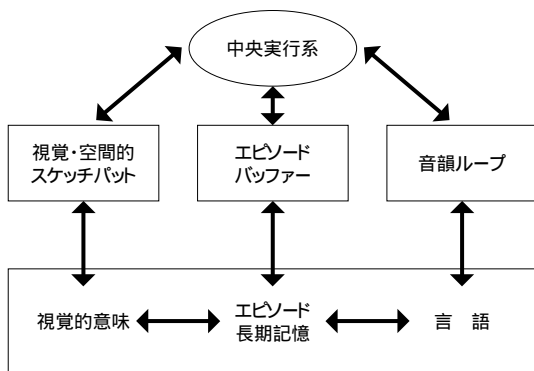 中央実行系
視覚・空間的
スケッチパット
エピソード
バッファー
音韻ループ
視覚的意味
エピソード
長期記憶
言 語